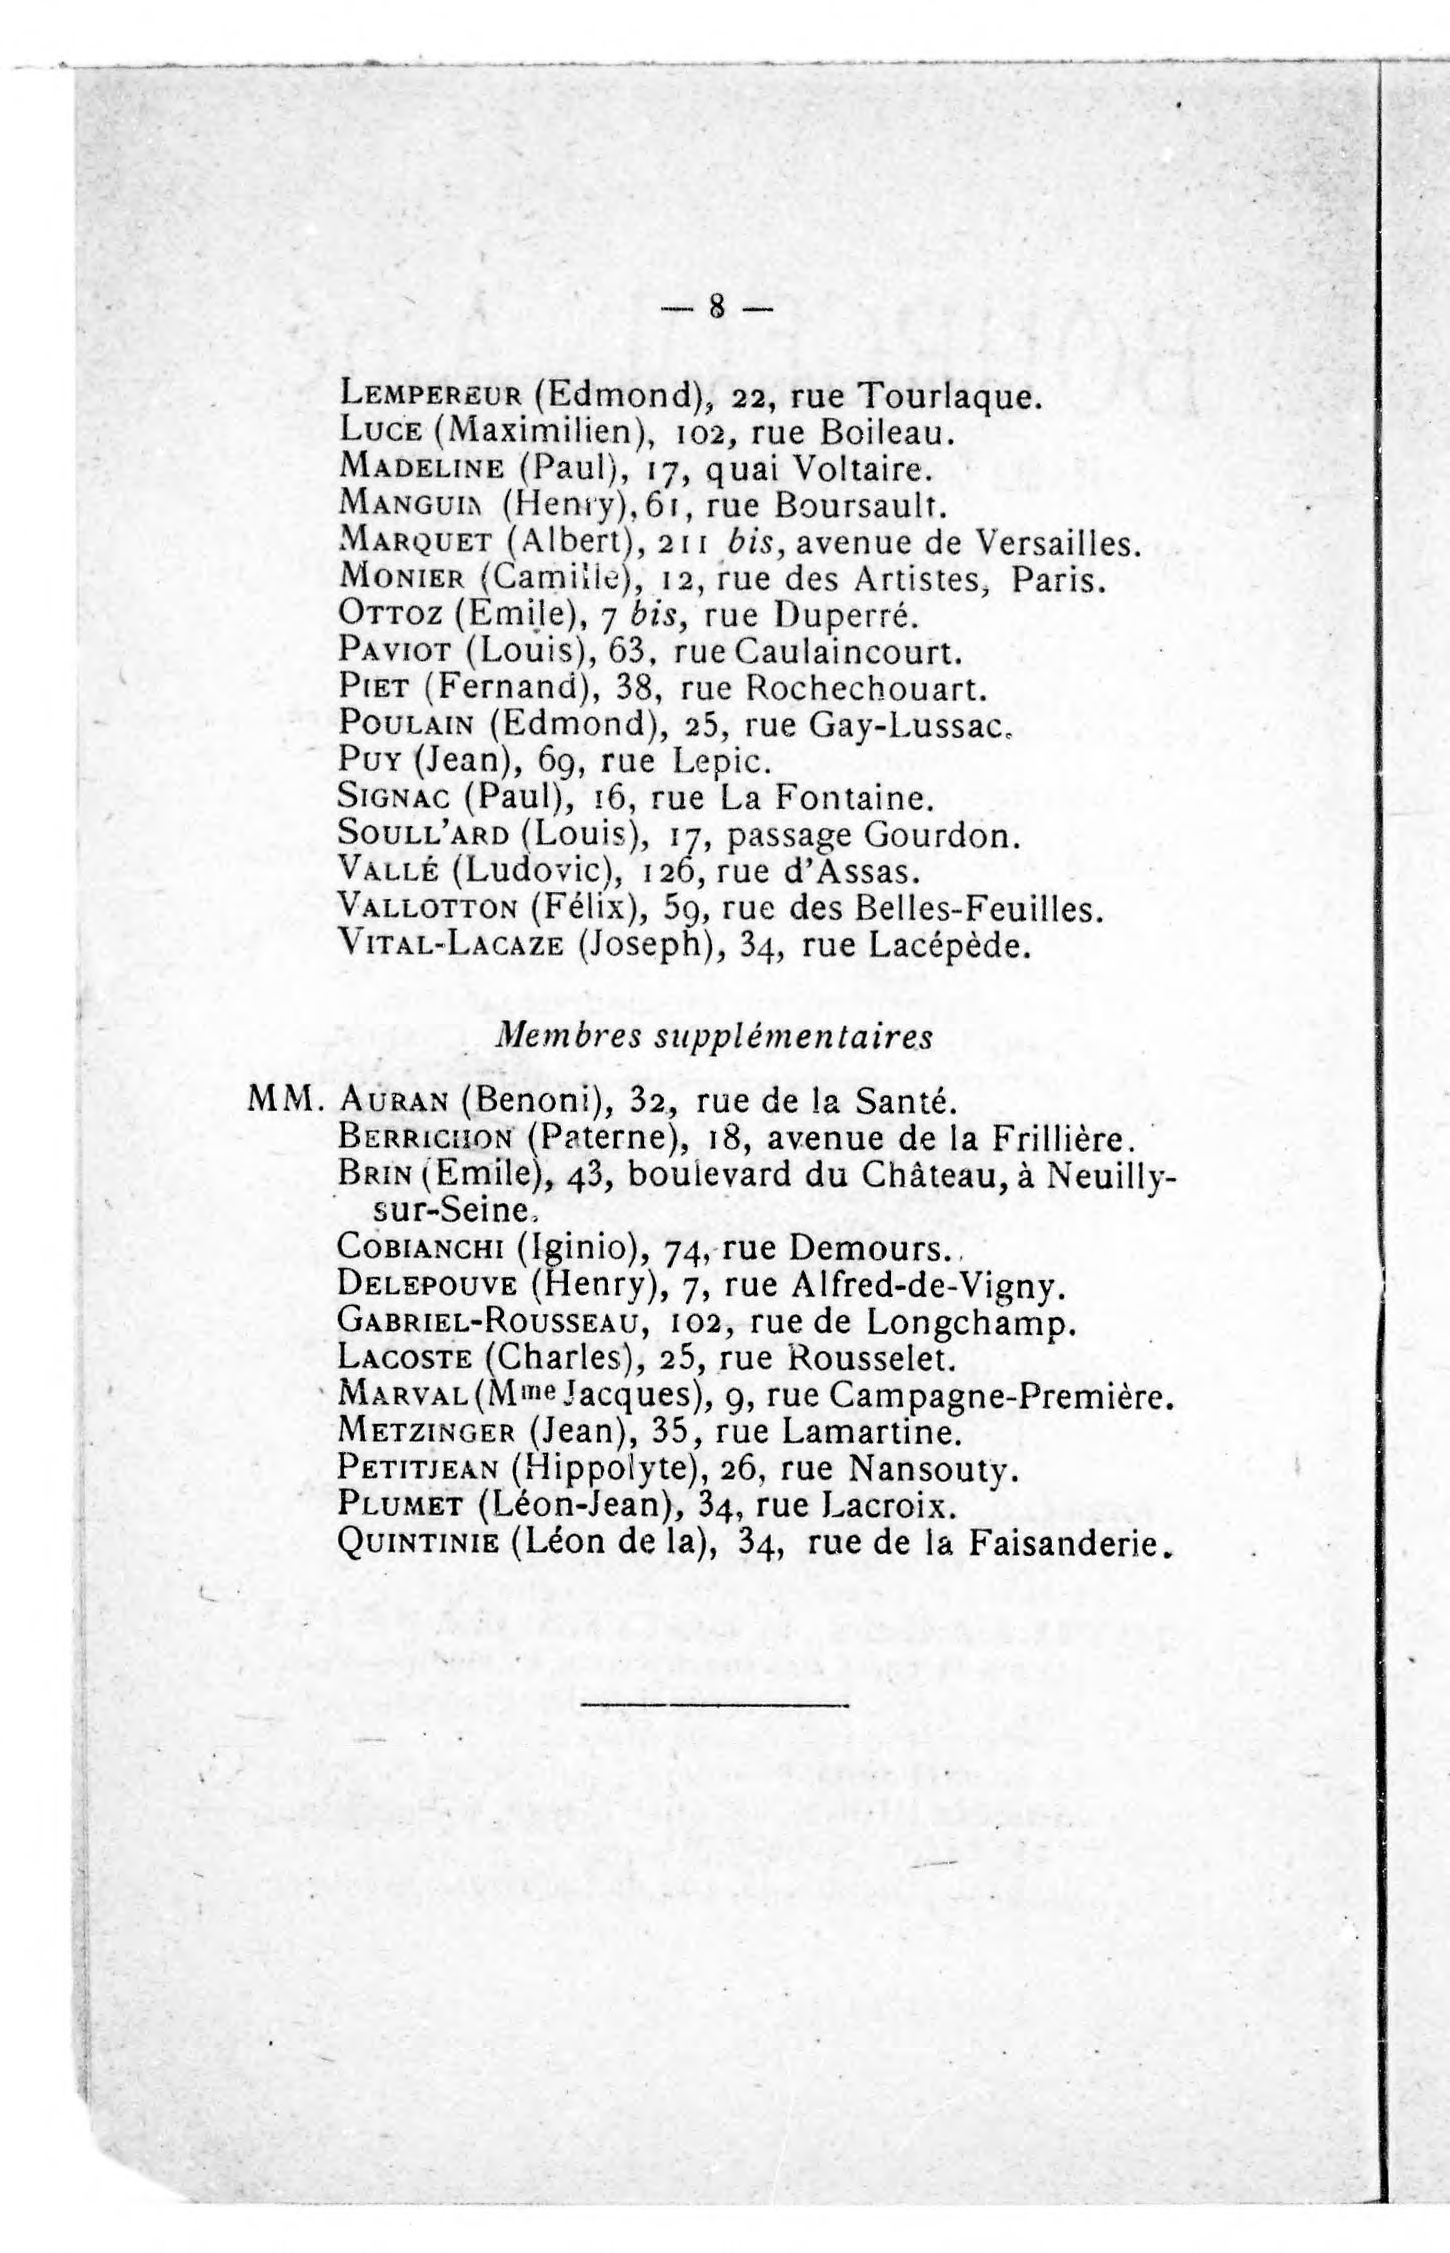 — 8 —
LEMPEREUR (Edmond), 22, rue Tourlaque.
LUCE (Maximilien), 102, rue Boileau.
MADELINE (Paul), 17, quai Voltaire.
MANGUIN (Henry), 61, rue Boursault.
MARQUET (Albert), 211 bis, avenue de Versailles.
MONIER (Camille), 12, rue des Artistes, Paris.
OTTOZ (Emile), 7 bis, rue Duperré.
PAVIOT (Louis), 63, rue Caulaincourt.
PIET (Fernand), 38, rue Rochechouart.
POULAIN (Edmond), 25, rue Gay-Lussac.
PUY (Jean), 69, rue Lepic.
SIGNAC (Paul), 16, rue La Fontaine.
SOULL'ARD (Louis), 17, passage Gourdon.
VALLÉ (Ludovic), 126, rue d'Assas.
VALLOTTON (Félix), 59, rue des Belles-Feuilles.
VITAL-LACAZE (Joseph), 34, rue Lacépède.
Membres supplémentaires
MM. AURAN (Benoni), 32, rue de la Santé.
BERRICHON (Paterne), 18, avenue de la Frillière.
BRIN (Emile), 43, boulevard du Château, à Neuilly-
sur-Seine.
COBIANCHI (Iginio), 74, rue Demours.
DELEPOUVE (Henry), 7, rue Alfred-de-Vigny.
GABRIEL-ROUSSEAU, 102, rue de Longchamp.
LACOSTE (Charles), 25, rue Rousselet.
MARVAL (Mme Jacques), 9, rue Campagne-Première.
METZINGER (Jean), 35, rue Lamartine.
PETITJEAN (Hippolyte), 26, rue Nansouty.
PLUMET (Léon-Jean), 34, rue Lacroix.
QUINTINIE (Léon de la), 34, rue de la Faisanderie.